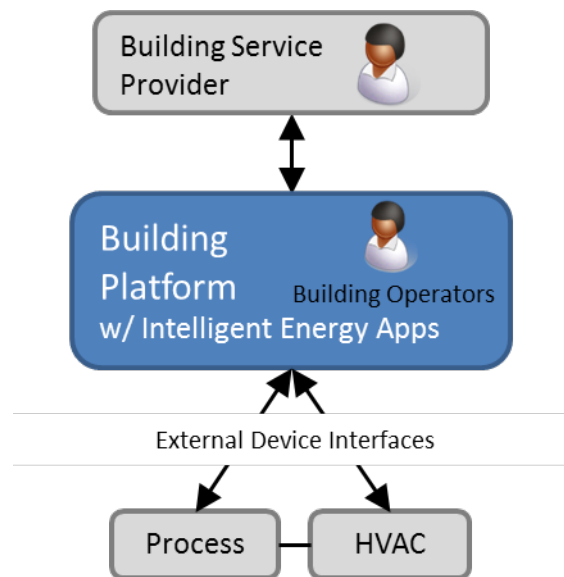 Building Service
Provider
Building
Platform
Building Operators
w/ Intelligent Energy Apps
External Device Interfaces
Process
HVAC